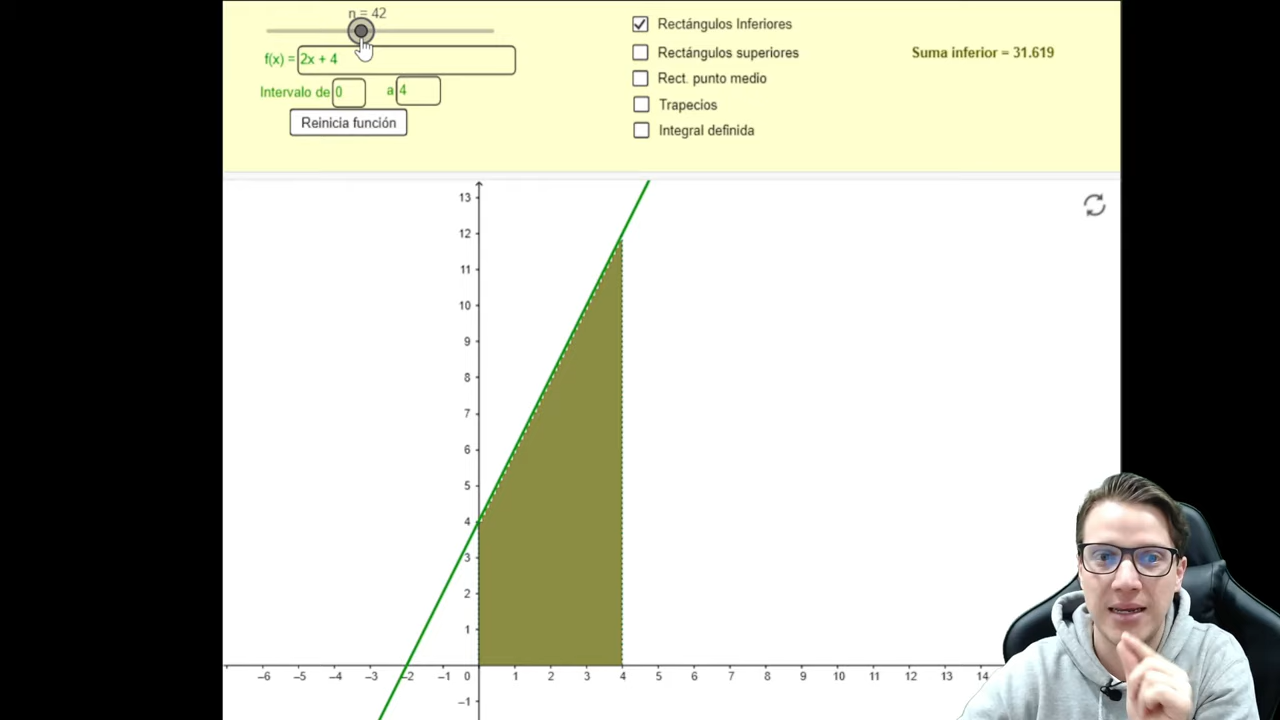 n = 42
f(x) = 2x + 4
Intervalo de 0 a 4
Reinicia función
Rectángulos Inferiores
Rectángulos superiores
Rect. punto medio
Trapecios
Integral definida
Suma inferior = 31.619
13
12
11
10
9
8
7
6
5
4
3
2
1
−1
−6 −5 −4 −3 −2 −1 0 1 2 3 4 5 6 7 8 9 10 11 12 13 14